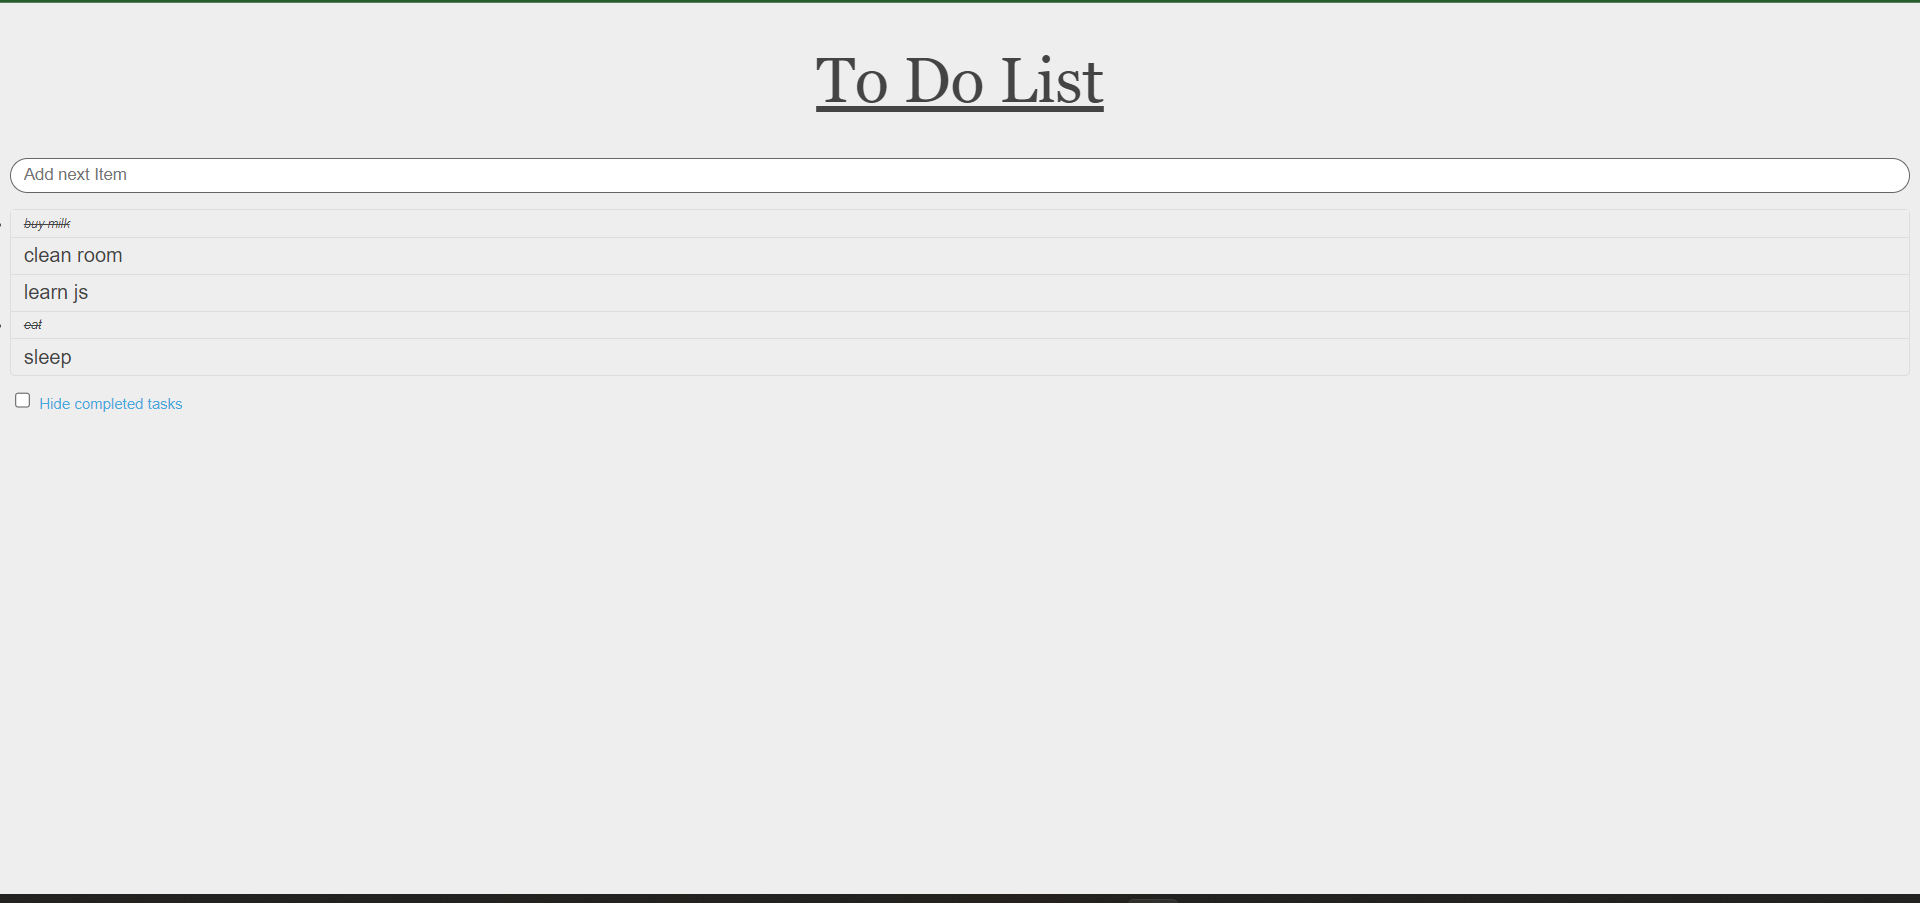 To Do List
Add next Item
buy milk
clean room
learn js
eat
sleep
Hide completed tasks